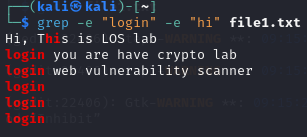 ┌──(kali㉿kali)-[~]
└─$ grep -e "login" -e "hi" file1.txt
Hi, This is LOS lab
login you are have crypto lab
login web vulnerability scanner
login
login
login